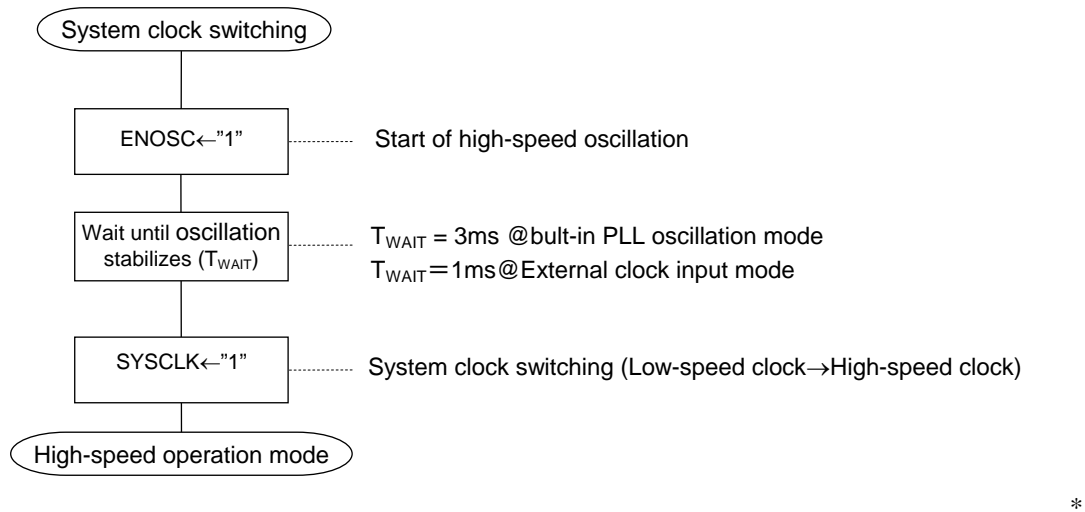 System clock switching
ENOSC←"1"
Start of high-speed oscillation
Wait until oscillation
stabilizes (TWAIT)
TWAIT = 3ms @bult-in PLL oscillation mode
TWAIT＝1ms@External clock input mode
SYSCLK←"1"
System clock switching (Low-speed clock→High-speed clock)
High-speed operation mode
*